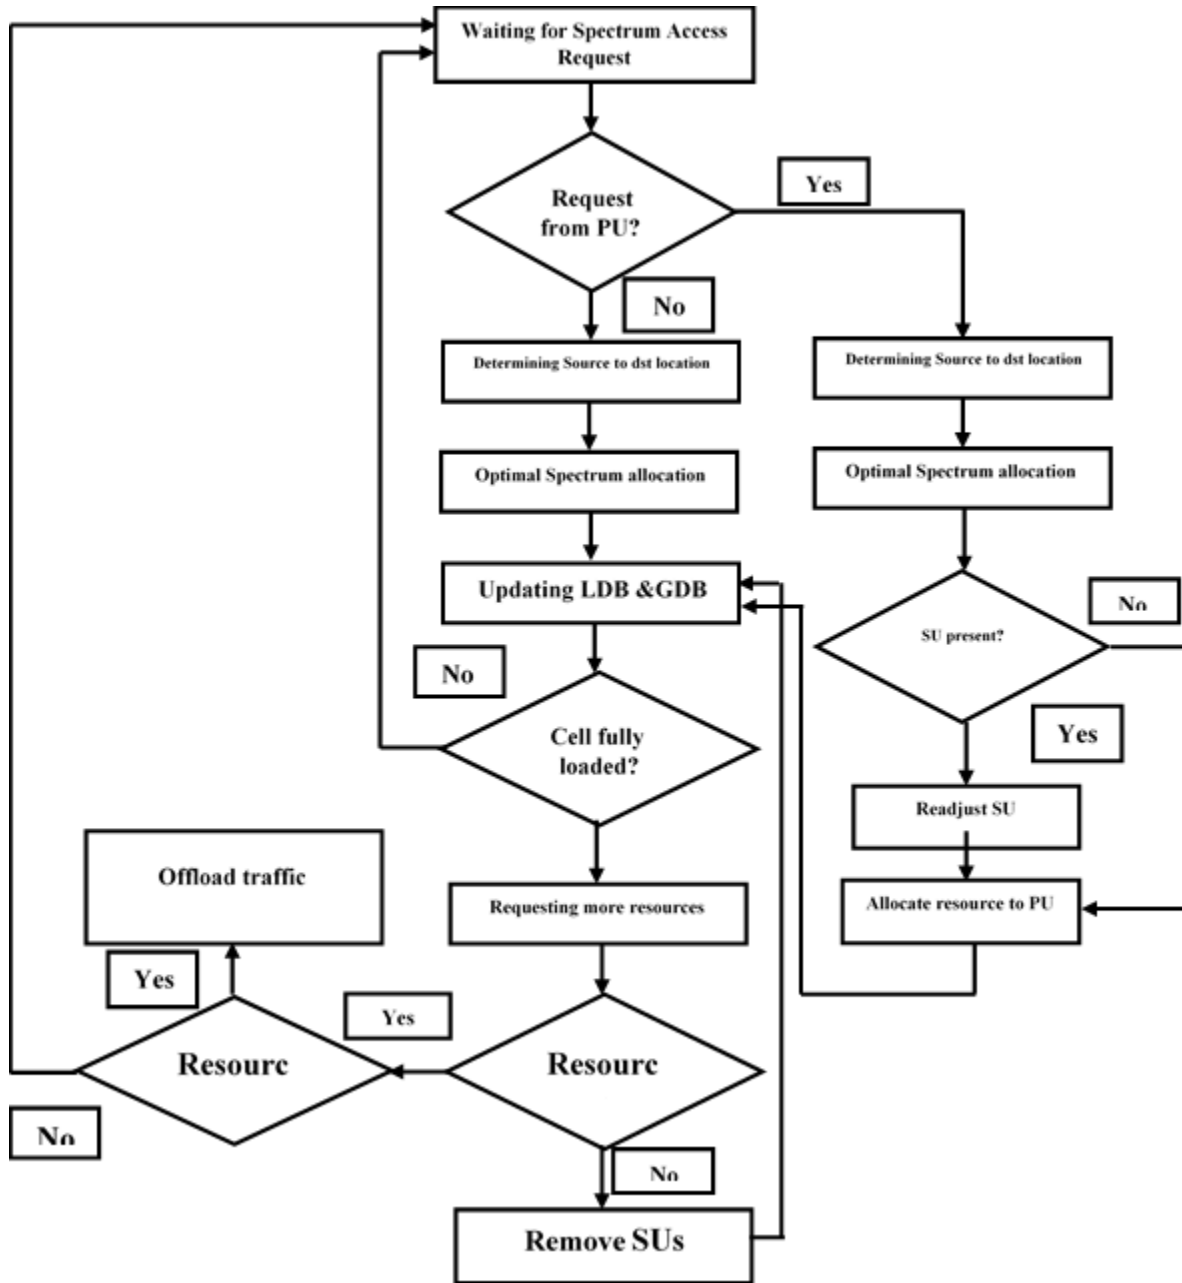 Waiting for Spectrum Access
Request
Yes
Request
from PU?
No
Determining Source to dst location
Determining Source to dst location
Optimal Spectrum allocation
Optimal Spectrum allocation
Updating LDB &GDB
No
SU present?
No
Yes
Cell fully
loaded?
Readjust SU
Offload traffic
Requesting more resources
Allocate resource to PU
Yes
Yes
Resourc
Resourc
No
No
Remove SUs